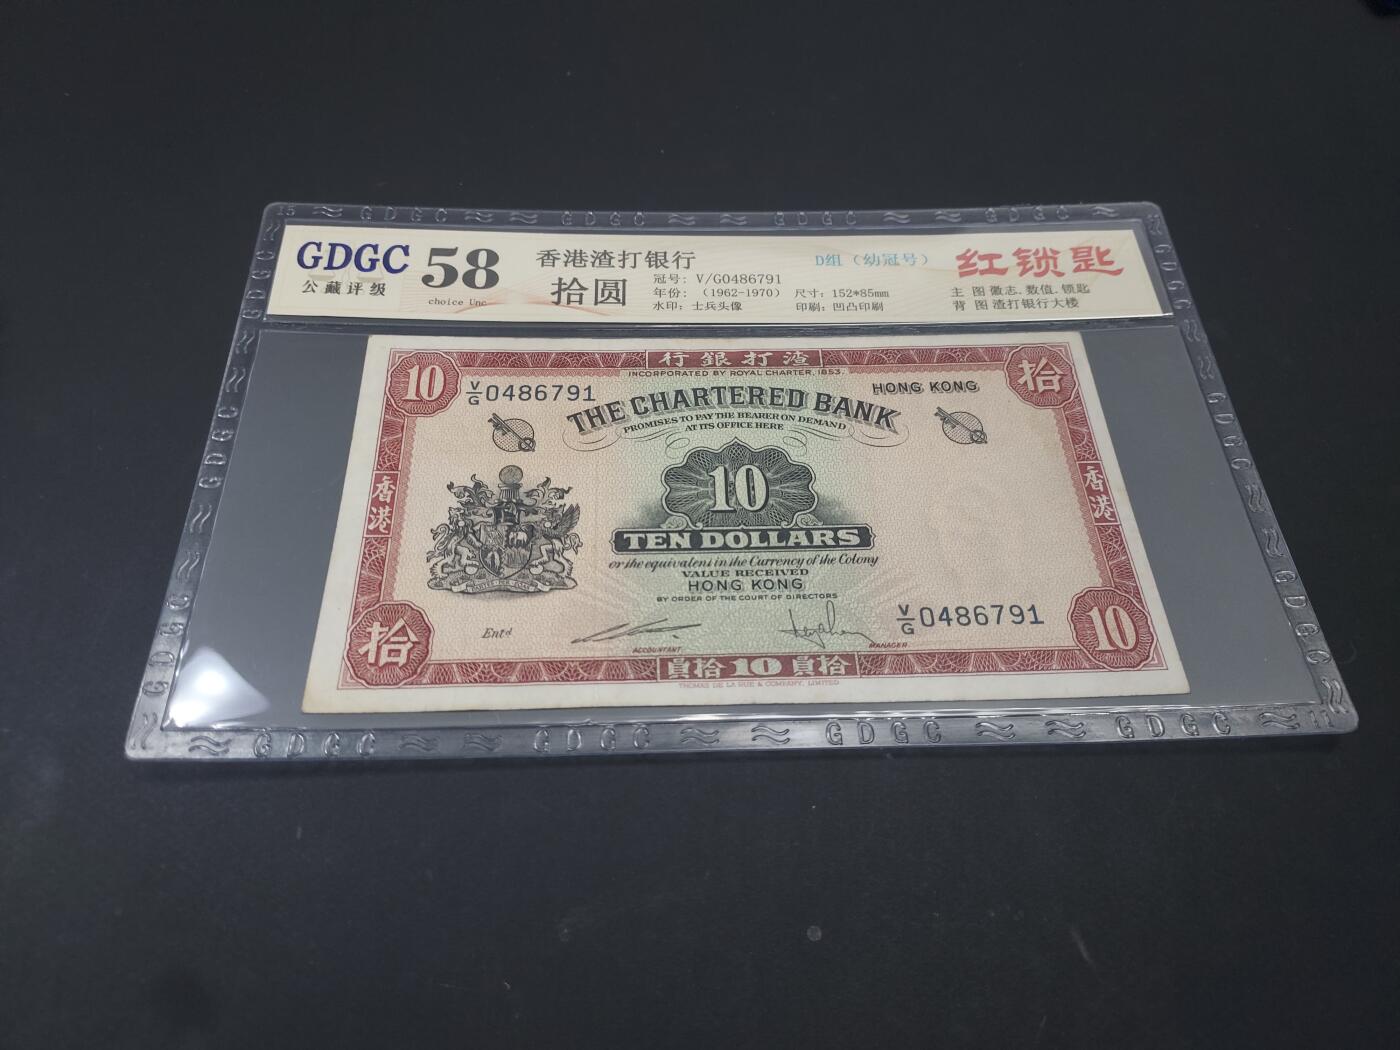 GDGC
公藏评级
58
choice Unc
香港渣打银行
拾圆
冠号: V/G0486791
年份: (1962-1970) 尺寸: 152*85mm
水印: 士兵头像 印刷: 凹凸印刷
D组 (幼冠号)
红锁匙
主 图 徽志.数值.锁匙
背 图 渣打银行大楼
GDGC GDGC GDGC GDGC
行銀打渣
INCORPORATED BY ROYAL CHARTER, 1853.
10
V/G 0486791
HONG KONG
拾
THE CHARTERED BANK
PROMISES TO PAY THE BEARER ON DEMAND
AT ITS OFFICE HERE
10
香港
香港
TEN DOLLARS
or the equivalent in the Currency of the Colony
VALUE RECEIVED
HONG KONG
BY ORDER OF THE COURT OF DIRECTORS
V/G 0486791
Entd
ACCOUNTANT
MANAGER
拾
10
員拾 10 員拾
THOMAS DE LA RUE & COMPANY, LIMITED
GDGC GDGC GDGC GDGC